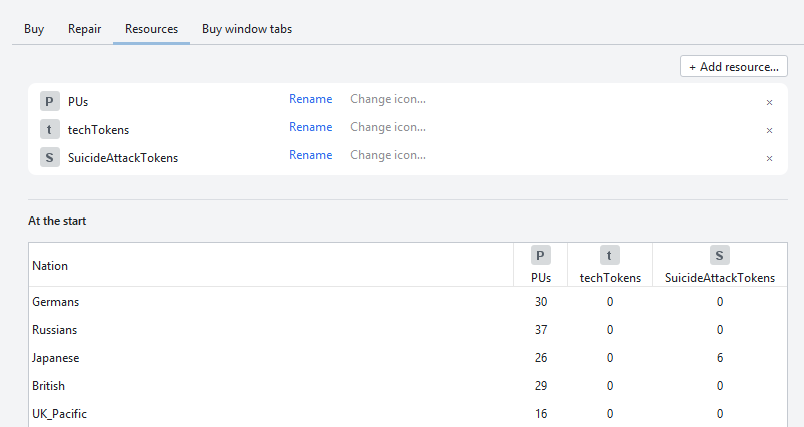 Buy Repair Resources Buy window tabs
+ Add resource...
P PUs Rename Change icon... ×
t techTokens Rename Change icon... ×
S SuicideAttackTokens Rename Change icon... ×
At the start
P t S
Nation PUs techTokens SuicideAttackTokens
Germans 30 0 0
Russians 37 0 0
Japanese 26 0 6
British 29 0 0
UK_Pacific 16 0 0